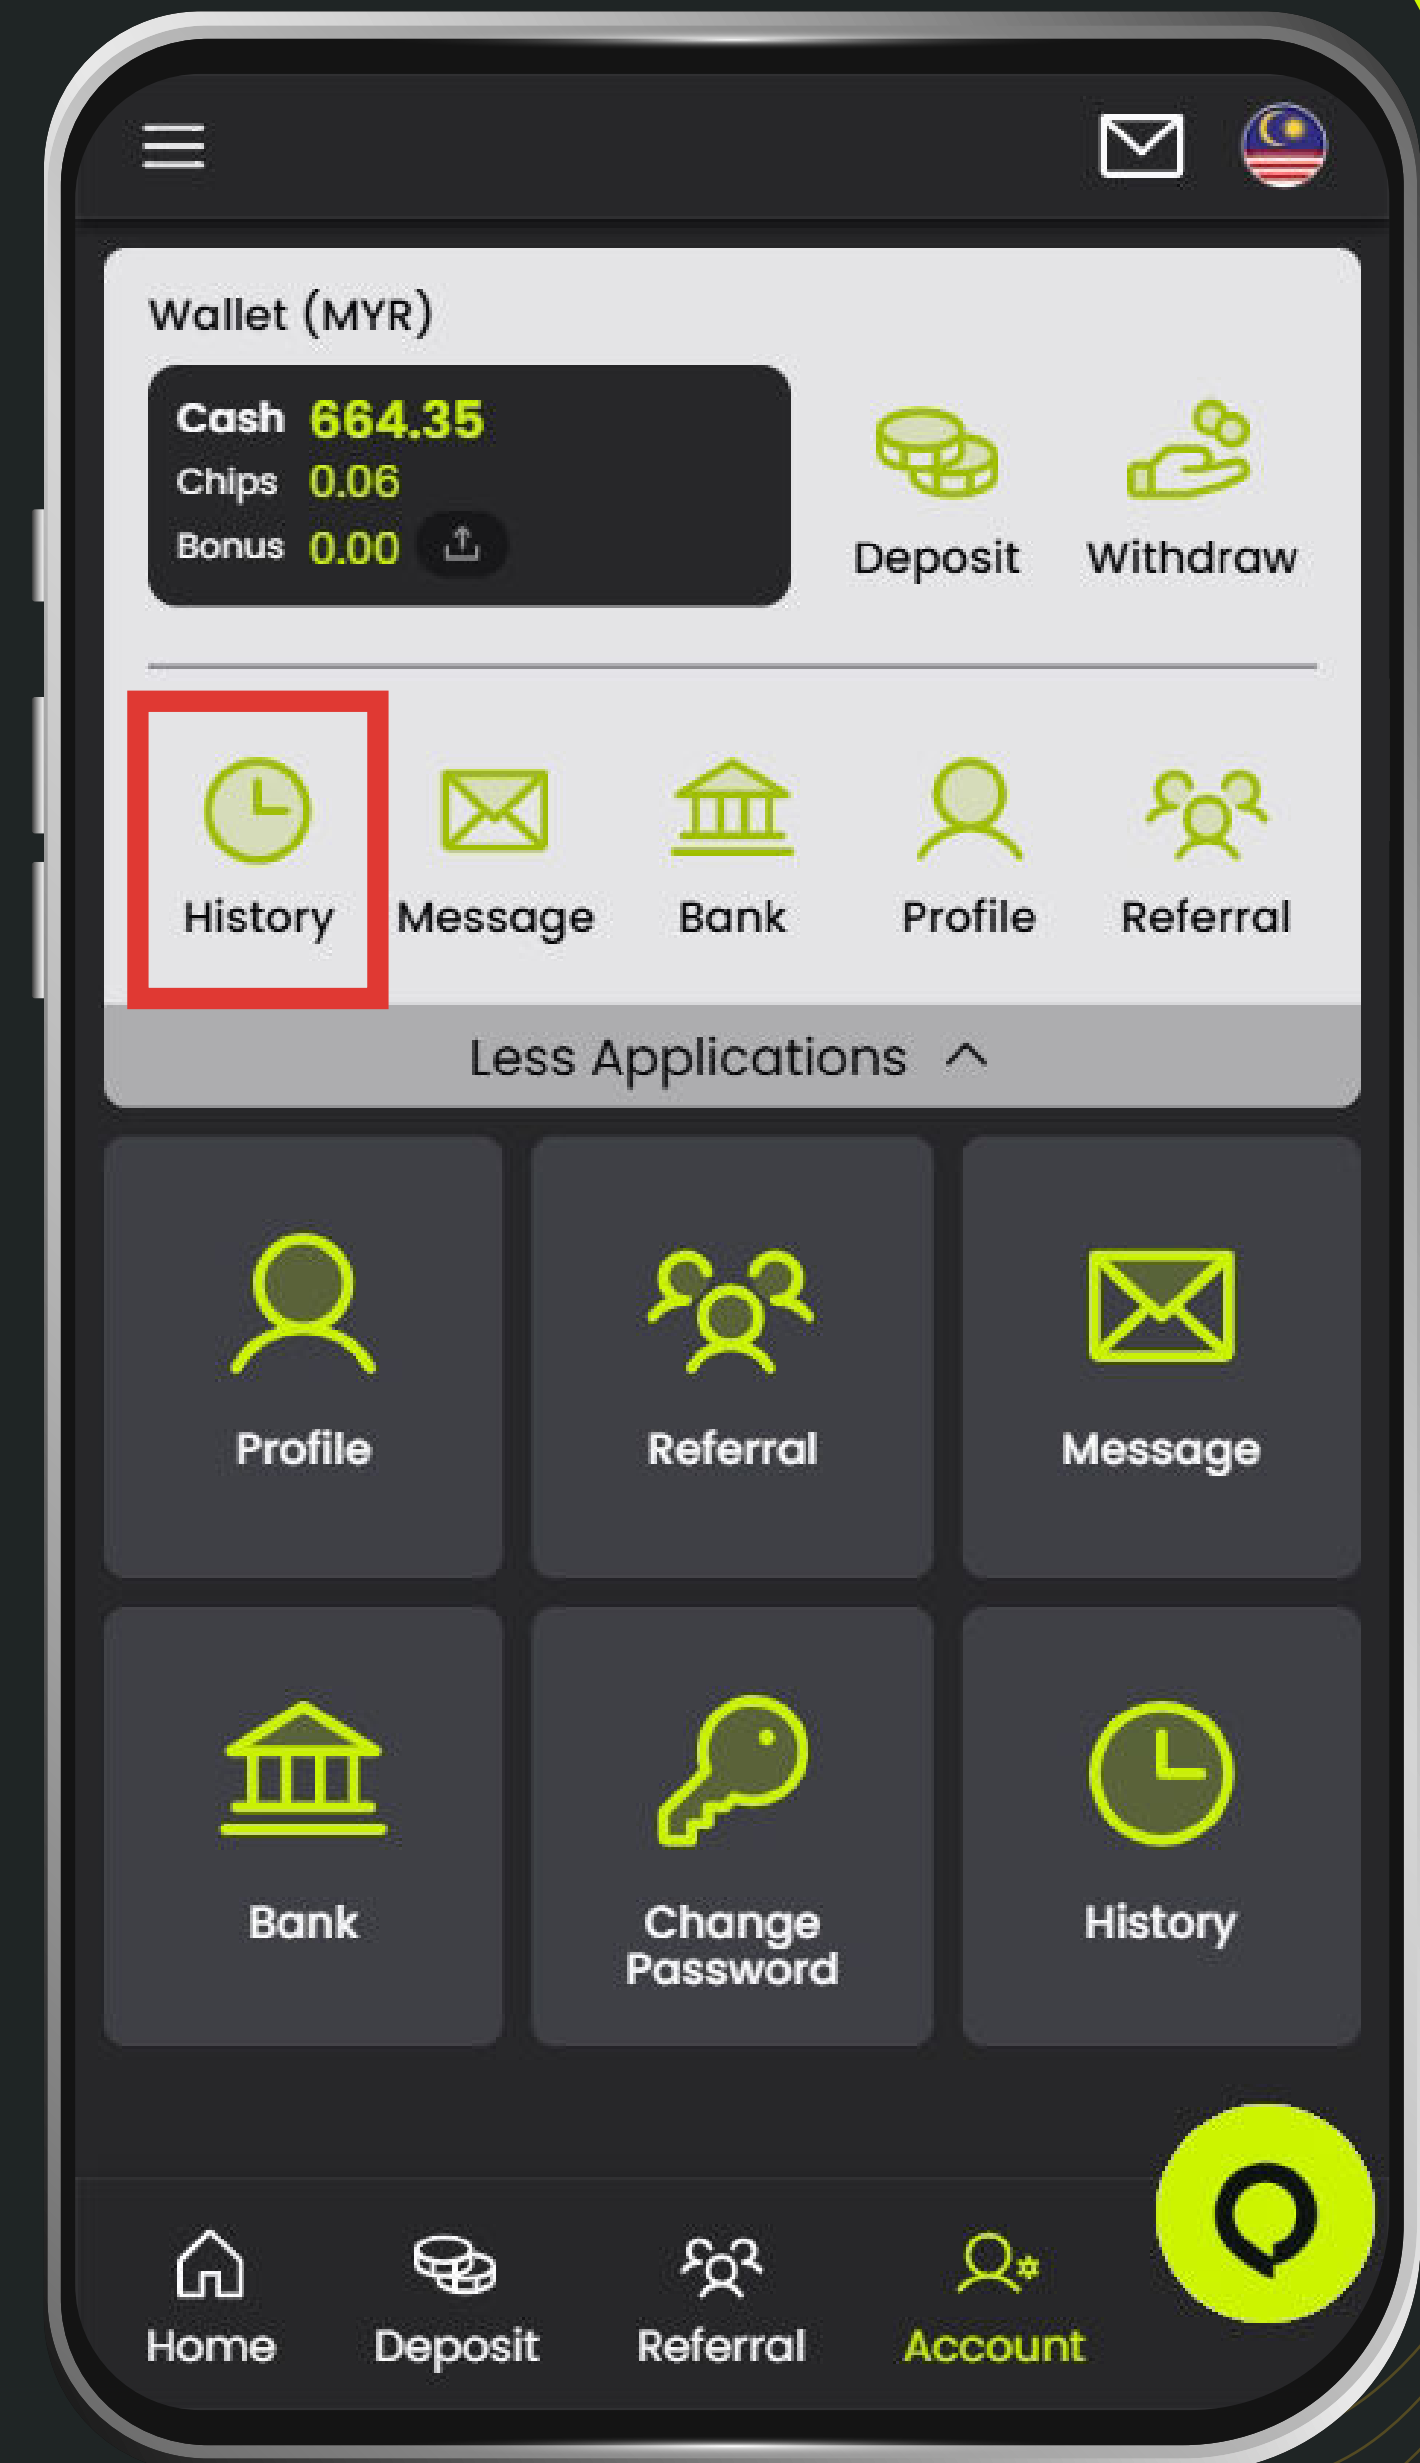 Wallet (MYR)
Cash 664.35
Chips 0.06
Bonus 0.00
Deposit Withdraw
History Message Bank Profile Referral
Less Applications
Profile Referral Message
Bank Change Password History
Home Deposit Referral Account